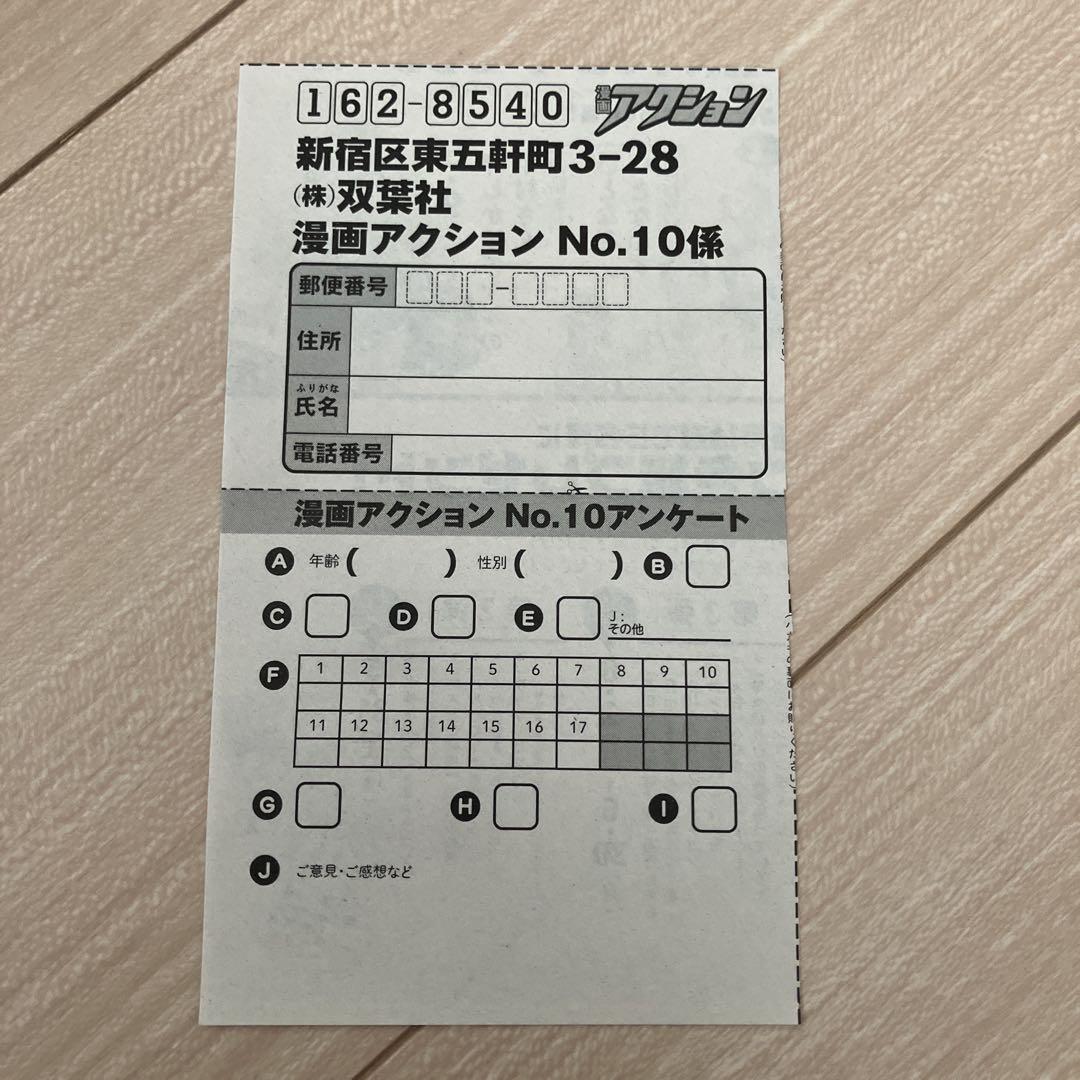 162-8540 漫画アクション
新宿区東五軒町3-28
(株)双葉社
漫画アクション No.10係
郵便番号 -
住所
ふりがな
氏名
電話番号
漫画アクション No.10アンケート
A 年齢( ) 性別( ) B
C D E J:
その他
F 1 2 3 4 5 6 7 8 9 10
11 12 13 14 15 16 17
G H I
J ご意見・ご感想など